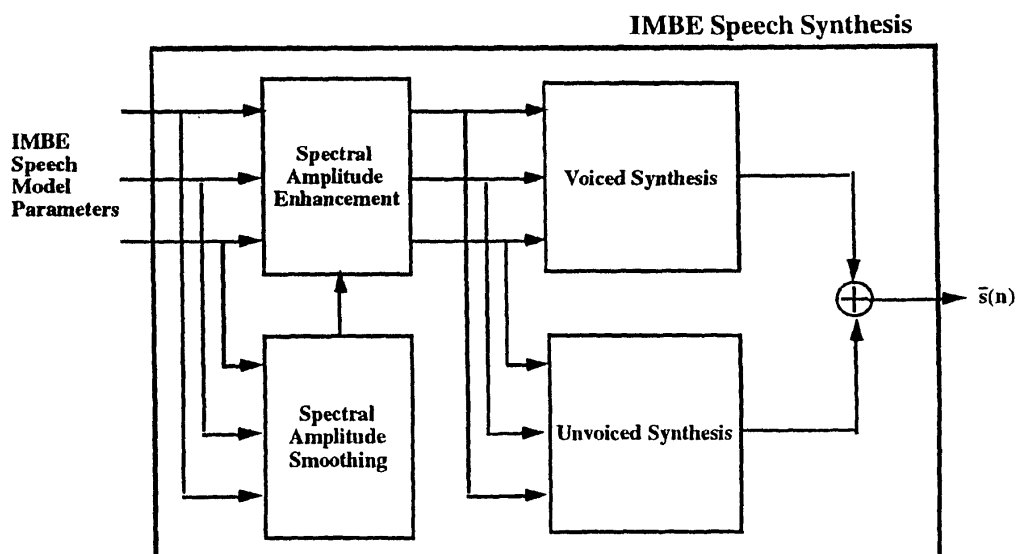 IMBE Speech Synthesis
IMBE
Speech
Model
Parameters
Spectral
Amplitude
Enhancement
Voiced Synthesis
s̄(n)
Spectral
Amplitude
Smoothing
Unvoiced Synthesis